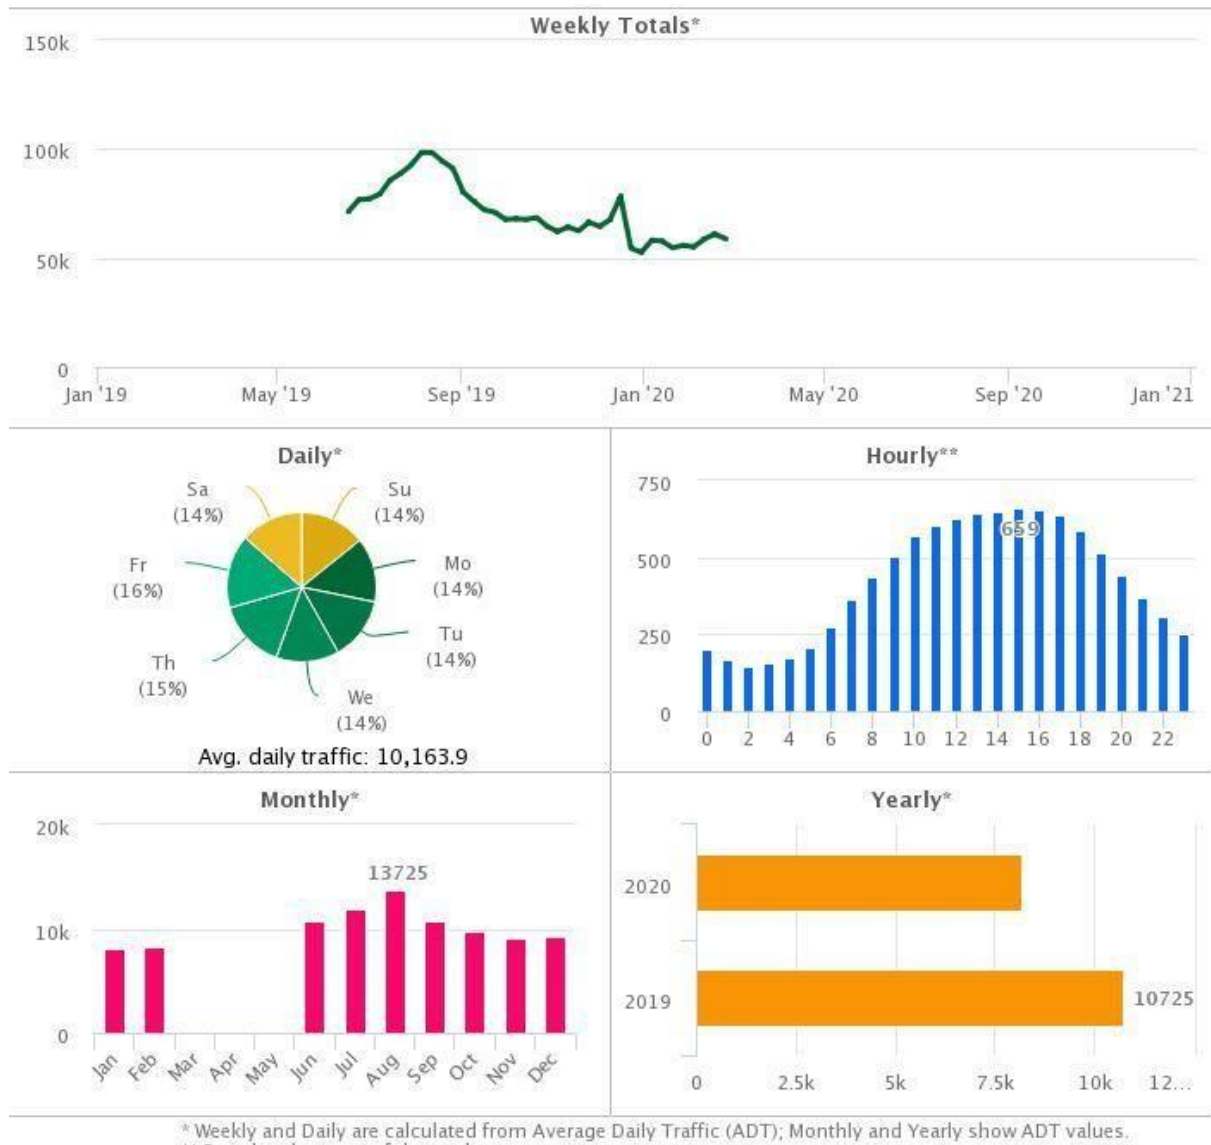 Weekly Totals*
150k
100k
50k
0
Jan '19
May '19
Sep '19
Jan '20
May '20
Sep '20
Jan '21
Daily*
Sa
(14%)
Su
(14%)
Fr
(16%)
Mo
(14%)
Th
(15%)
Tu
(14%)
We
(14%)
Avg. daily traffic: 10,163.9
Hourly**
750
500
250
0
659
0 2 4 6 8 10 12 14 16 18 20 22
Monthly*
20k
10k
0
13725
Jan Feb Mar Apr May Jun Jul Aug Sep Oct Nov Dec
Yearly*
2020
2019
10725
0 2.5k 5k 7.5k 10k 12...
* Weekly and Daily are calculated from Average Daily Traffic (ADT); Monthly and Yearly show ADT values.